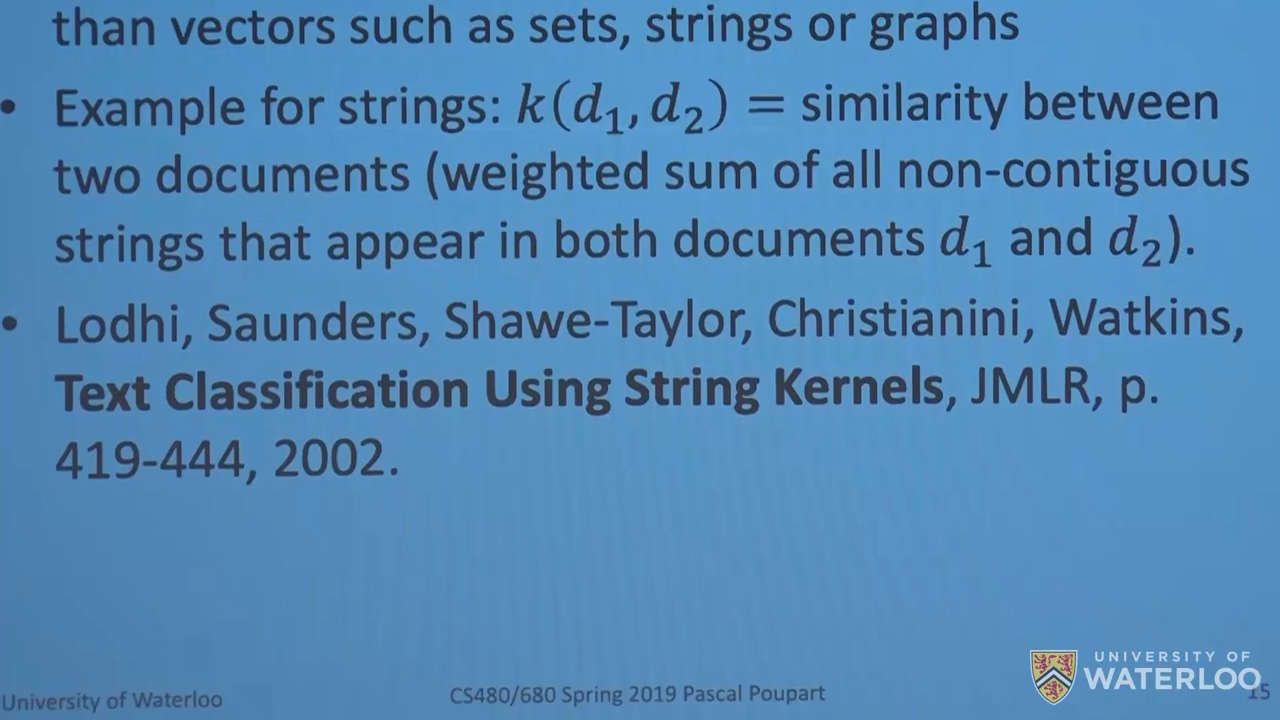 than vectors such as sets, strings or graphs
• Example for strings: k(d₁, d₂) = similarity between
two documents (weighted sum of all non-contiguous
strings that appear in both documents d₁ and d₂).
• Lodhi, Saunders, Shawe-Taylor, Christianini, Watkins,
Text Classification Using String Kernels, JMLR, p.
419-444, 2002.
University of Waterloo
CS480/680 Spring 2019 Pascal Poupart
UNIVERSITY OF
WATERLOO
15